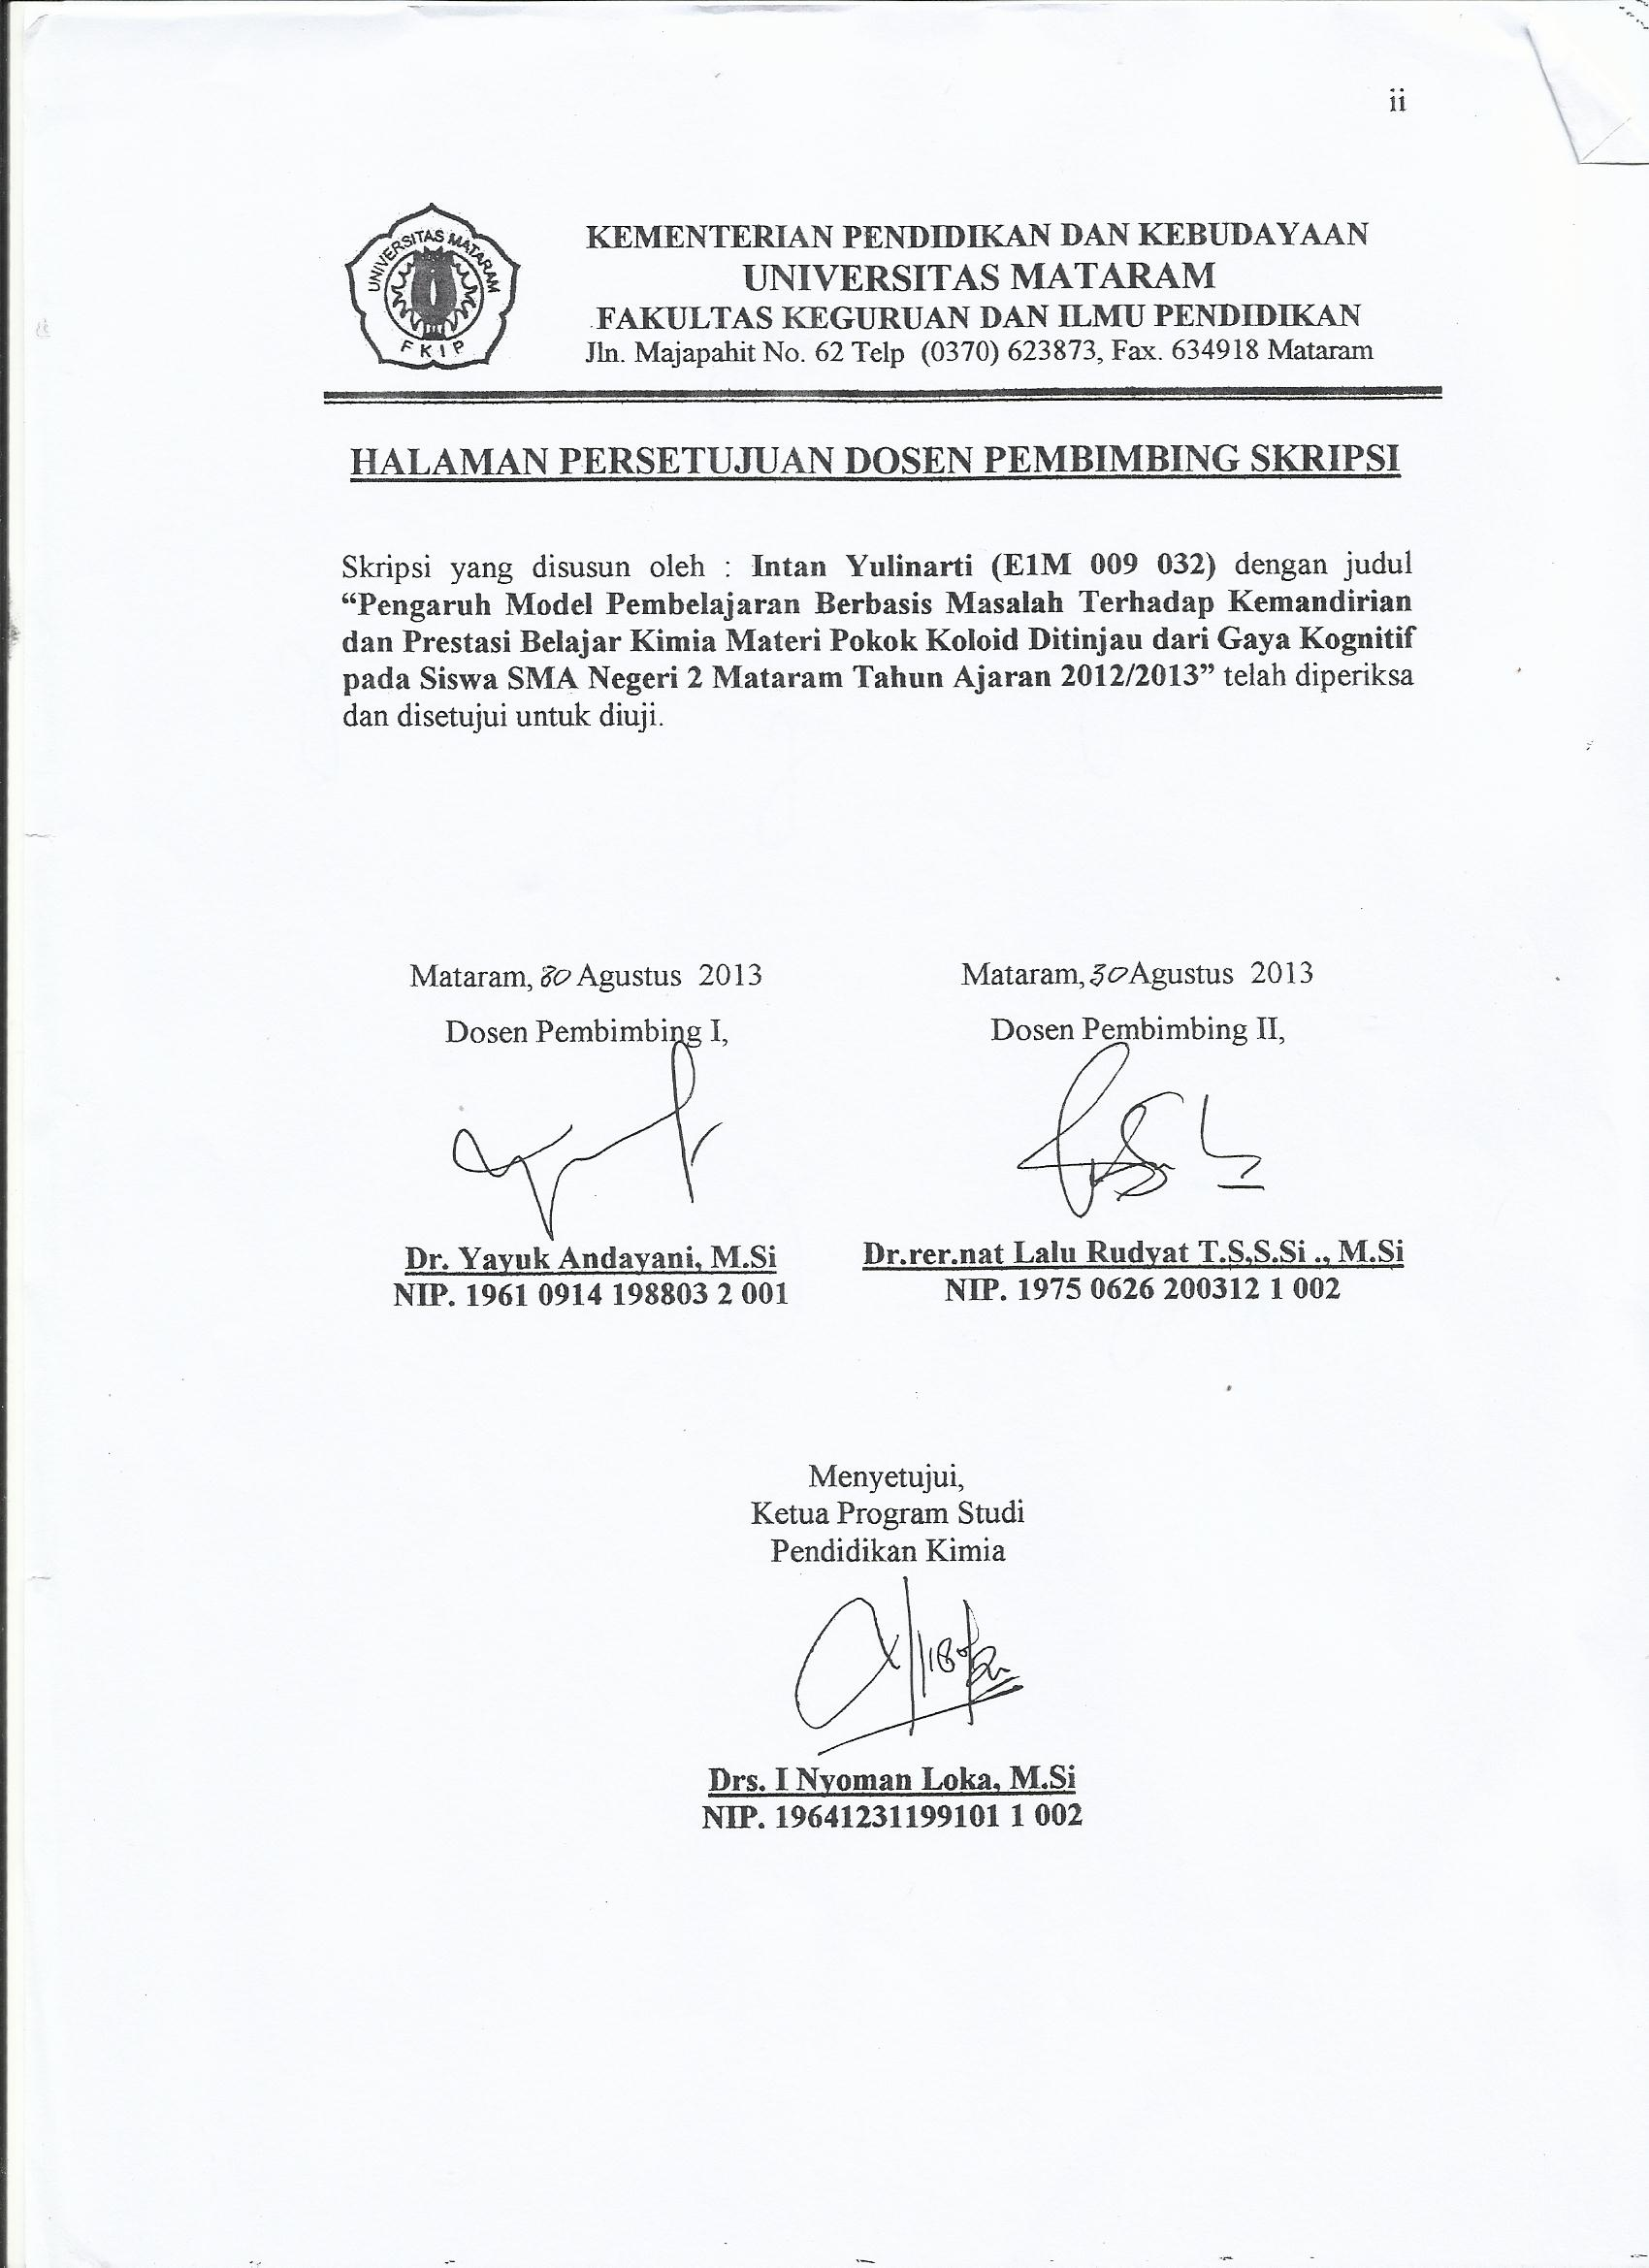 ii
UNIVERSITAS MATARAM
FKIP
KEMENTERIAN PENDIDIKAN DAN KEBUDAYAAN
UNIVERSITAS MATARAM
FAKULTAS KEGURUAN DAN ILMU PENDIDIKAN
Jln. Majapahit No. 62 Telp (0370) 623873, Fax. 634918 Mataram
HALAMAN PERSETUJUAN DOSEN PEMBIMBING SKRIPSI
Skripsi yang disusun oleh : Intan Yulinarti (E1M 009 032) dengan judul
“Pengaruh Model Pembelajaran Berbasis Masalah Terhadap Kemandirian
dan Prestasi Belajar Kimia Materi Pokok Koloid Ditinjau dari Gaya Kognitif
pada Siswa SMA Negeri 2 Mataram Tahun Ajaran 2012/2013” telah diperiksa
dan disetujui untuk diuji.
Mataram, 30 Agustus 2013
Dosen Pembimbing I,
Dr. Yayuk Andayani, M.Si
NIP. 1961 0914 198803 2 001
Mataram, 30 Agustus 2013
Dosen Pembimbing II,
Dr.rer.nat Lalu Rudyat T.S,S.Si ., M.Si
NIP. 1975 0626 200312 1 002
Menyetujui,
Ketua Program Studi
Pendidikan Kimia
Drs. I Nyoman Loka, M.Si
NIP. 19641231199101 1 002